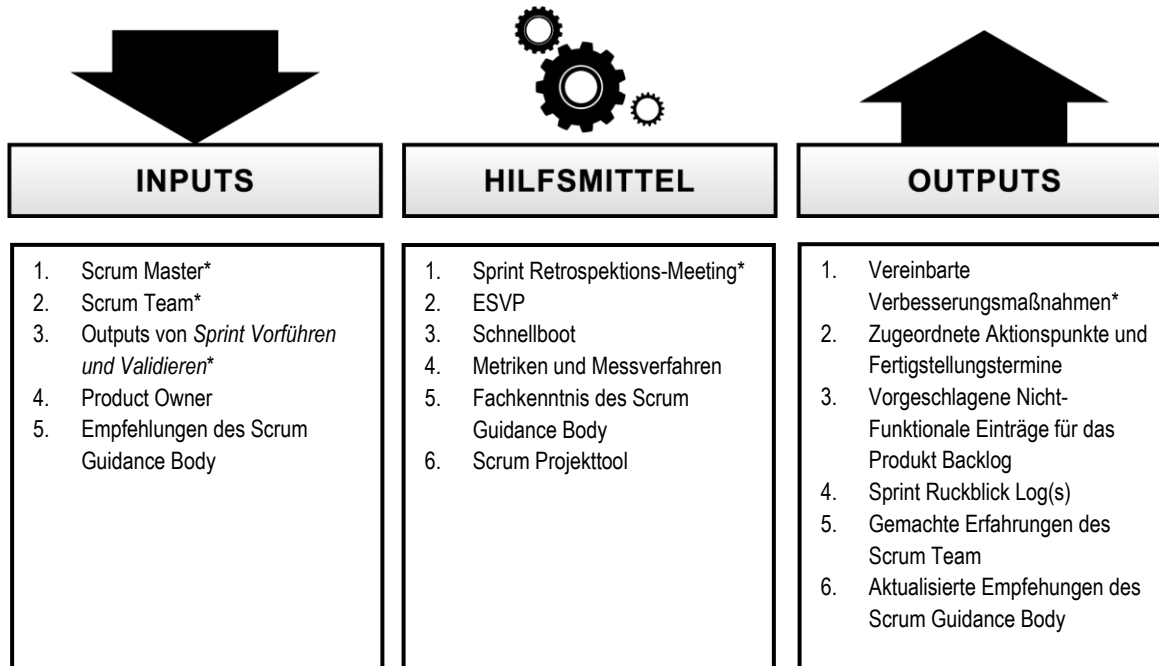 INPUTS
1. Scrum Master*
2. Scrum Team*
3. Outputs von Sprint Vorführen
und Validieren*
4. Product Owner
5. Empfehlungen des Scrum
Guidance Body
HILFSMITTEL
1. Sprint Retrospektions-Meeting*
2. ESVP
3. Schnellboot
4. Metriken und Messverfahren
5. Fachkenntnis des Scrum
Guidance Body
6. Scrum Projekttool
OUTPUTS
1. Vereinbarte
Verbesserungsmaßnahmen*
2. Zugeordnete Aktionspunkte und
Fertigstellungstermine
3. Vorgeschlagene Nicht-
Funktionale Einträge für das
Produkt Backlog
4. Sprint Ruckblick Log(s)
5. Gemachte Erfahrungen des
Scrum Team
6. Aktualisierte Empfehungen des
Scrum Guidance Body